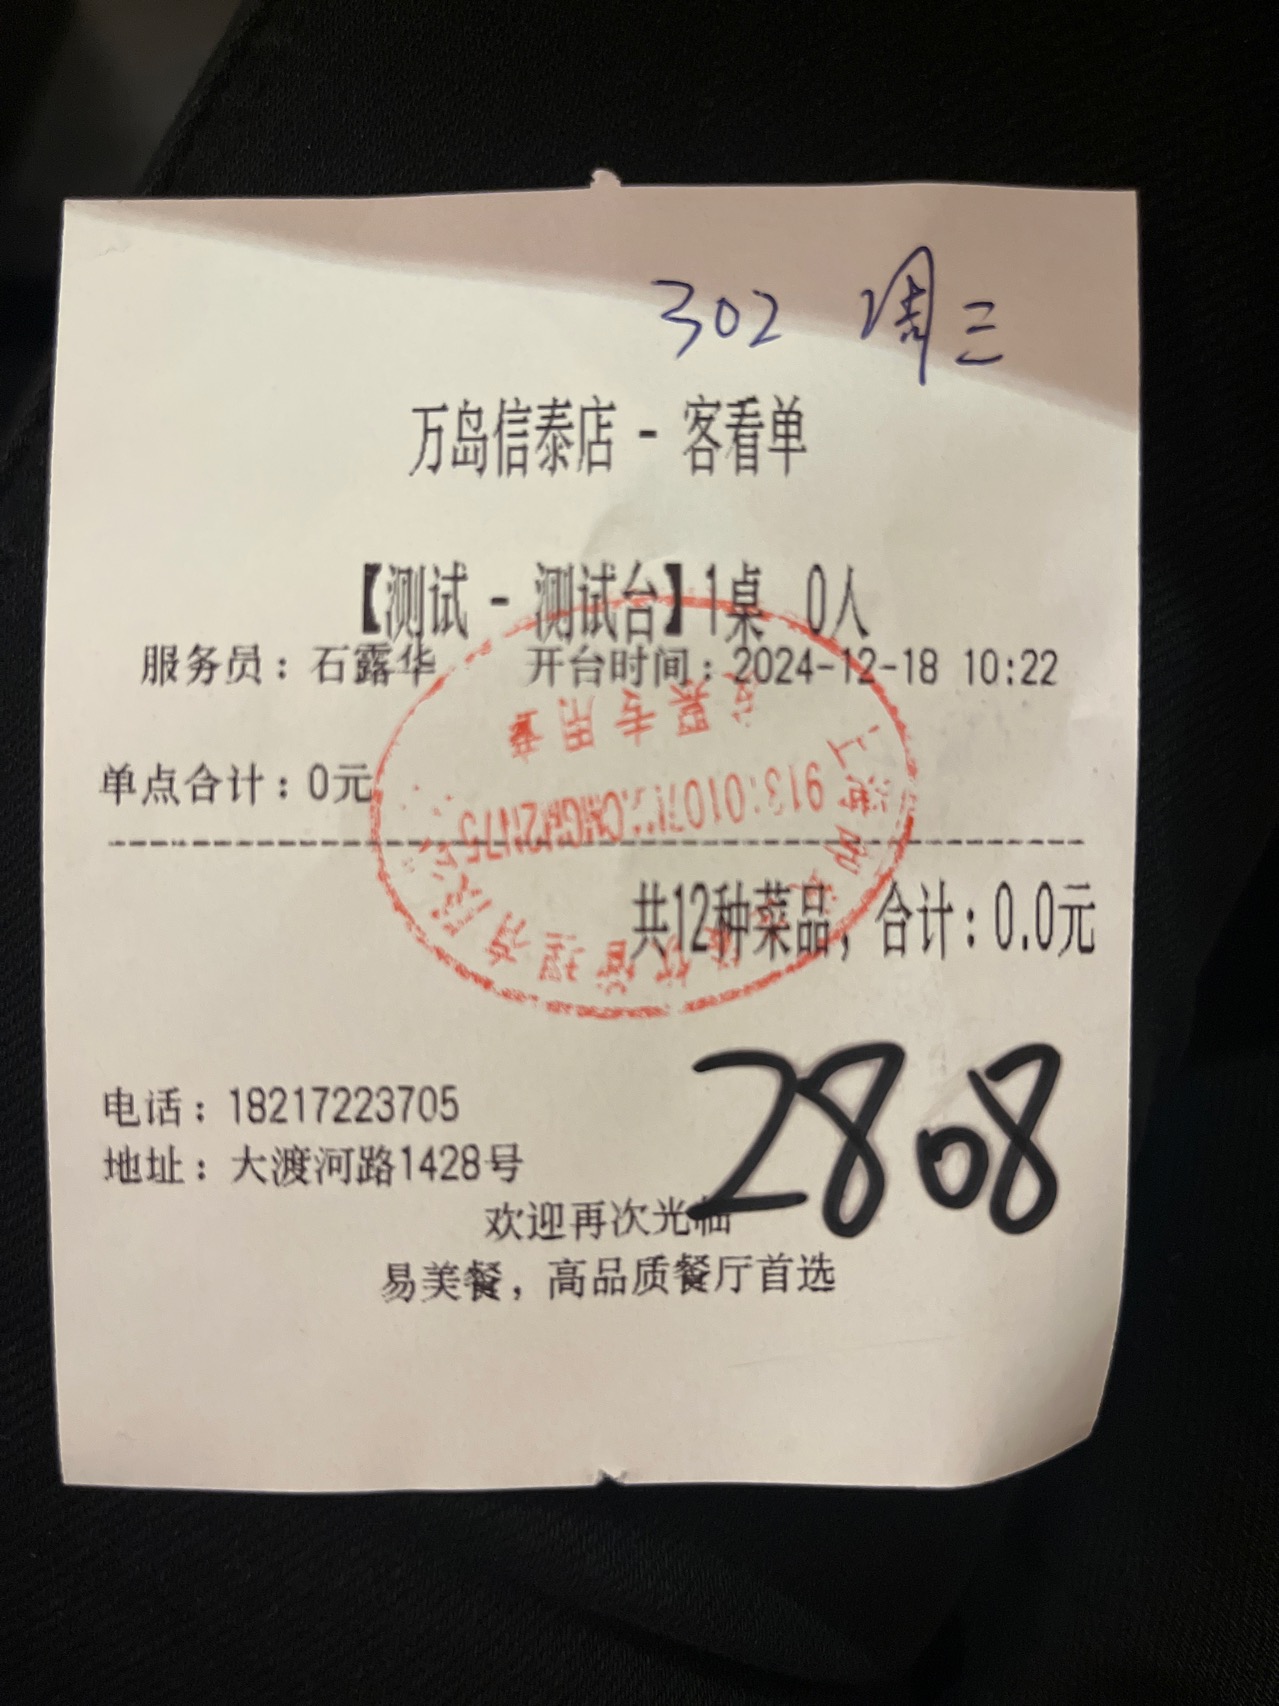 302 周三
万岛信泰店 - 客看单
【测试 - 测试台】1桌 0人
服务员：石露华 开台时间：2024-12-18 10:22
单点合计：0元
共12种菜品，合计：0.0元
2808
电话：18217223705
地址：大渡河路1428号
欢迎再次光临
易美餐，高品质餐厅首选
专用章